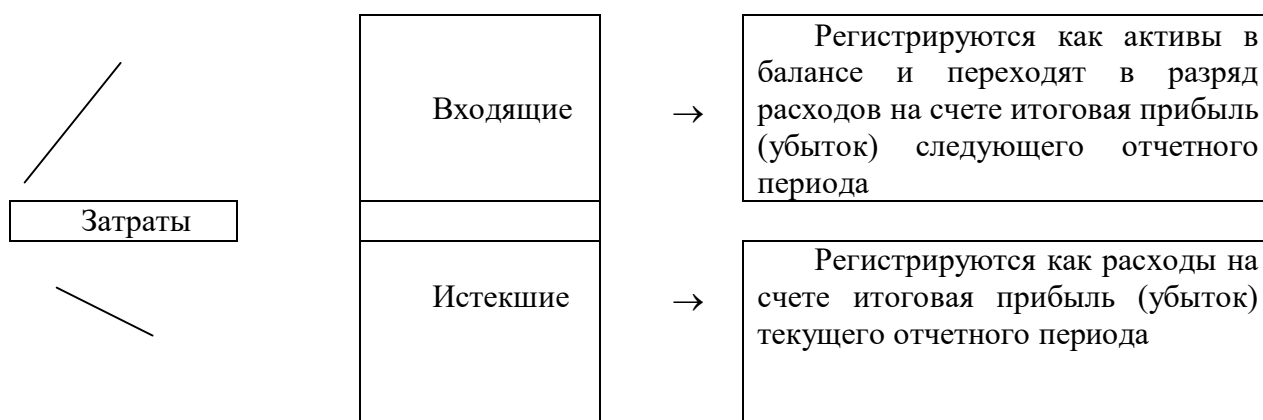 Затраты
Входящие
→
Регистрируются как активы в
балансе и переходят в разряд
расходов на счете итоговая прибыль
(убыток) следующего отчетного
периода
Истекшие
→
Регистрируются как расходы на
счете итоговая прибыль (убыток)
текущего отчетного периода